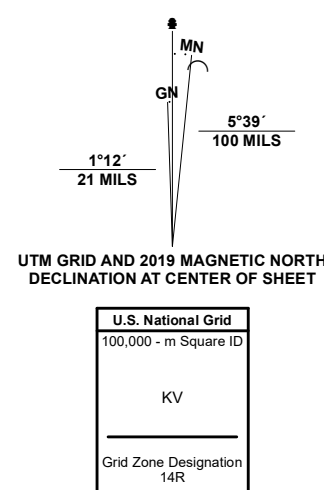 MN
GN
5°39´
100 MILS
1°12´
21 MILS
UTM GRID AND 2019 MAGNETIC NORTH
DECLINATION AT CENTER OF SHEET
U.S. National Grid
100,000 - m Square ID
KV
Grid Zone Designation
14R